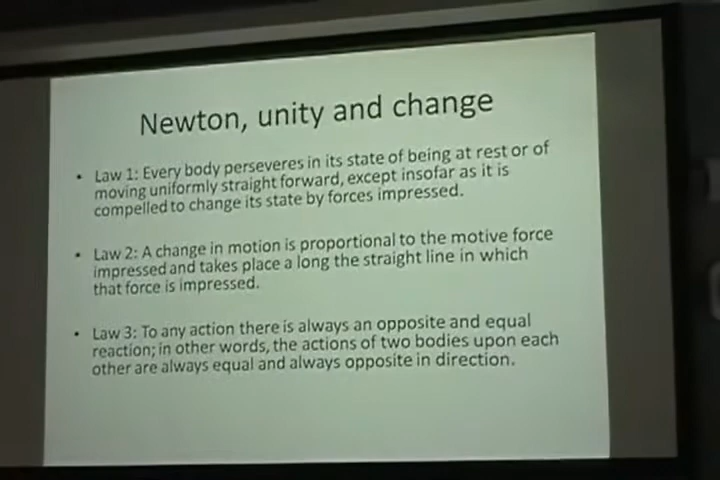 Newton, unity and change
• Law 1: Every body perseveres in its state of being at rest or of
moving uniformly straight forward, except insofar as it is
compelled to change its state by forces impressed.
• Law 2: A change in motion is proportional to the motive force
impressed and takes place a long the straight line in which
that force is impressed.
• Law 3: To any action there is always an opposite and equal
reaction; in other words, the actions of two bodies upon each
other are always equal and always opposite in direction.